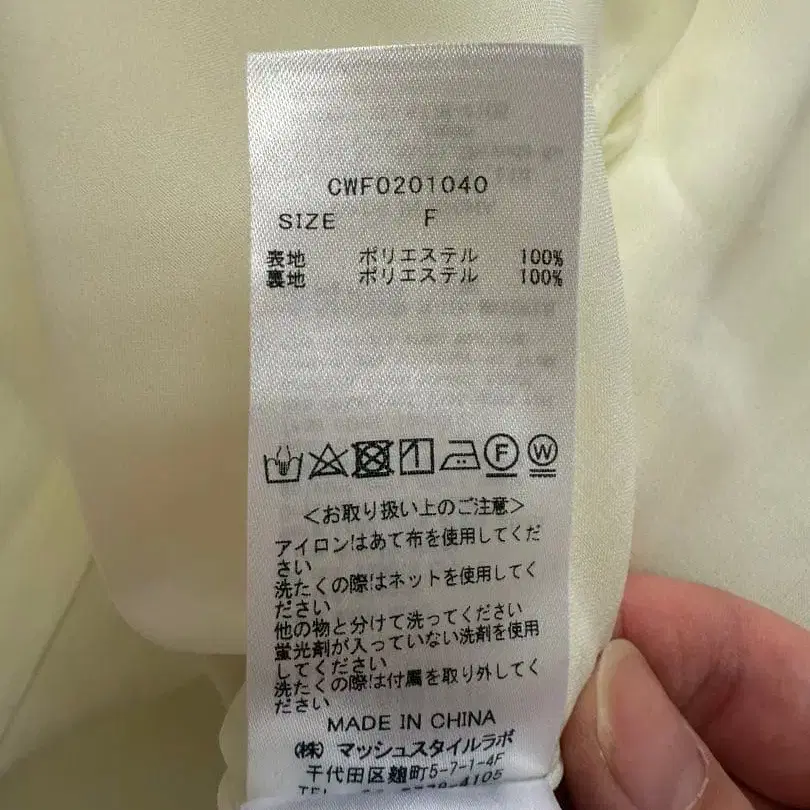 CWF0201040
SIZE F
表地 ポリエステル 100%
裏地 ポリエステル 100%
F W
<お取り扱い上のご注意>
アイロンはあて布を使用してくだ
さい
洗たくの際はネットを使用してく
ださい
他の物と分けて洗ってください
蛍光剤が入っていない洗剤を使用
してください
洗たくの際は付属を取り外してく
ださい
MADE IN CHINA
(株) マッシュスタイルラボ
千代田区麹町5-7-1-4F
4105